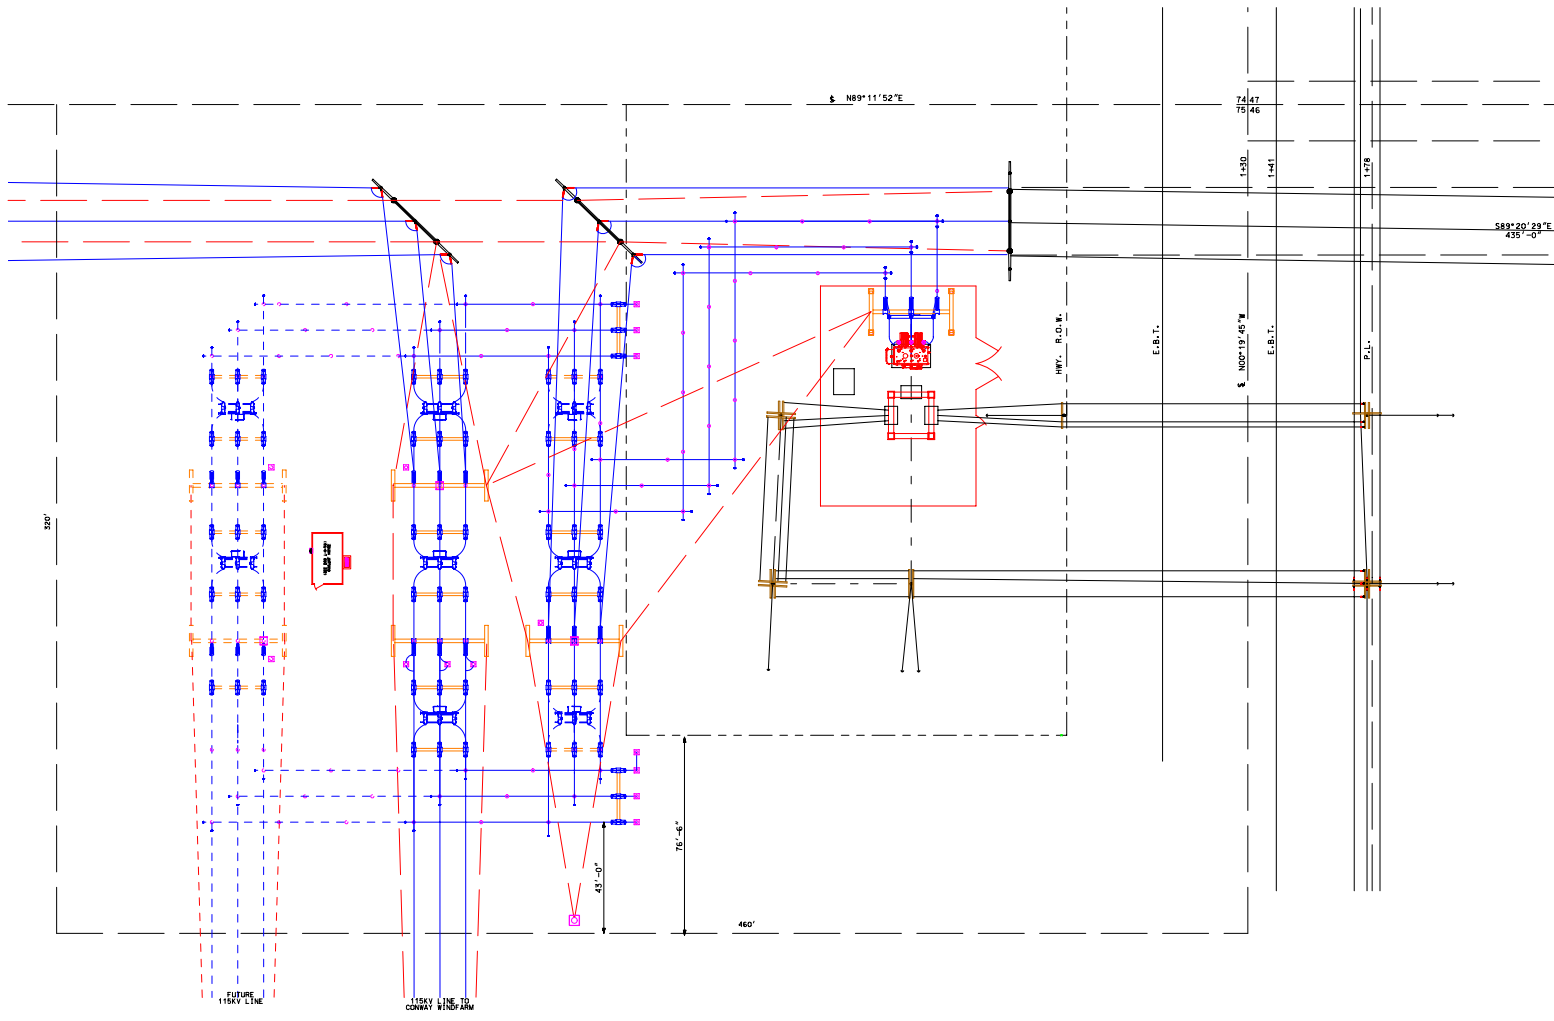 ₵ N89°11'52"E
74 47
75 46
1+30
1+41
1+78
S89°20'29"E
435'-0"
HWY. R.O.W.
E.B.T.
₵ N00°19'45"W
E.B.T.
P.L.
320'
76'-6"
43'-0"
460'
FUTURE
115KV LINE
115KV LINE TO
CONWAY WINDFARM